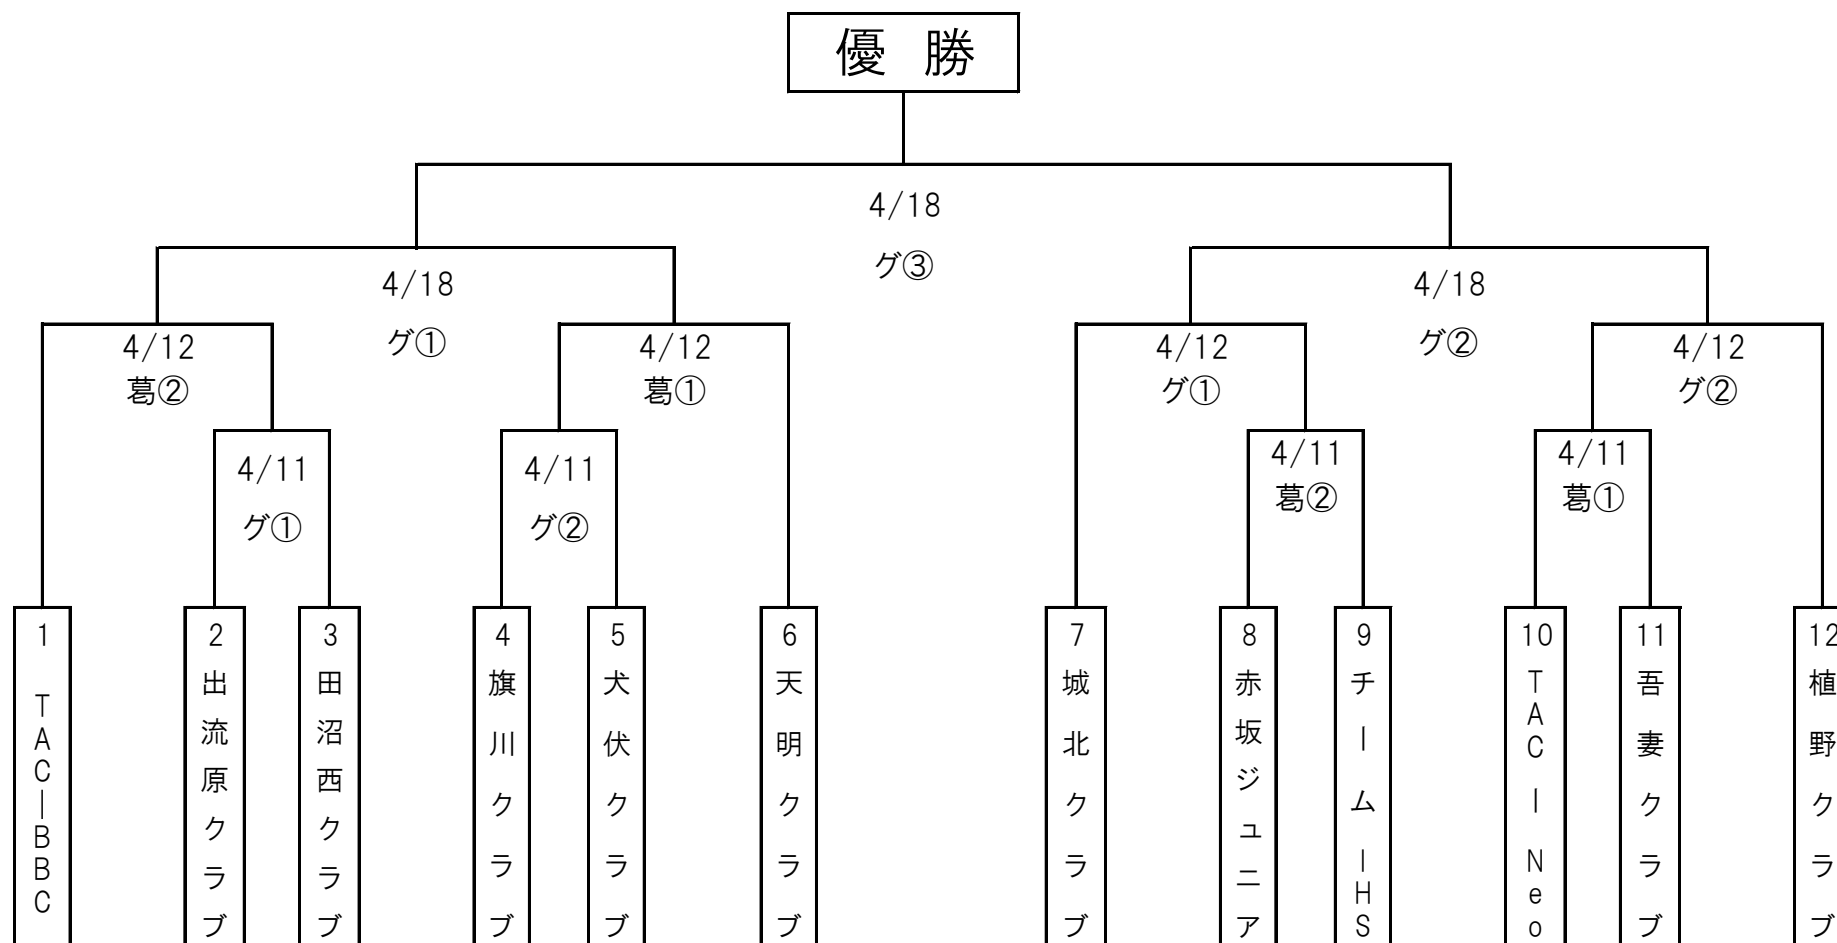 優 勝
4/18
グ③
4/18
グ①
4/18
グ②
4/12
葛②
4/12
葛①
4/12
グ①
4/12
グ②
4/11
グ①
4/11
グ②
4/11
葛②
4/11
葛①
1 TAC-BBC
2 出流原クラブ
3 田沼西クラブ
4 旗川クラブ
5 犬伏クラブ
6 天明クラブ
7 城北クラブ
8 赤坂ジュニア
9 チームIHS
10 TAC-Neo
11 吾妻クラブ
12 植野クラブ